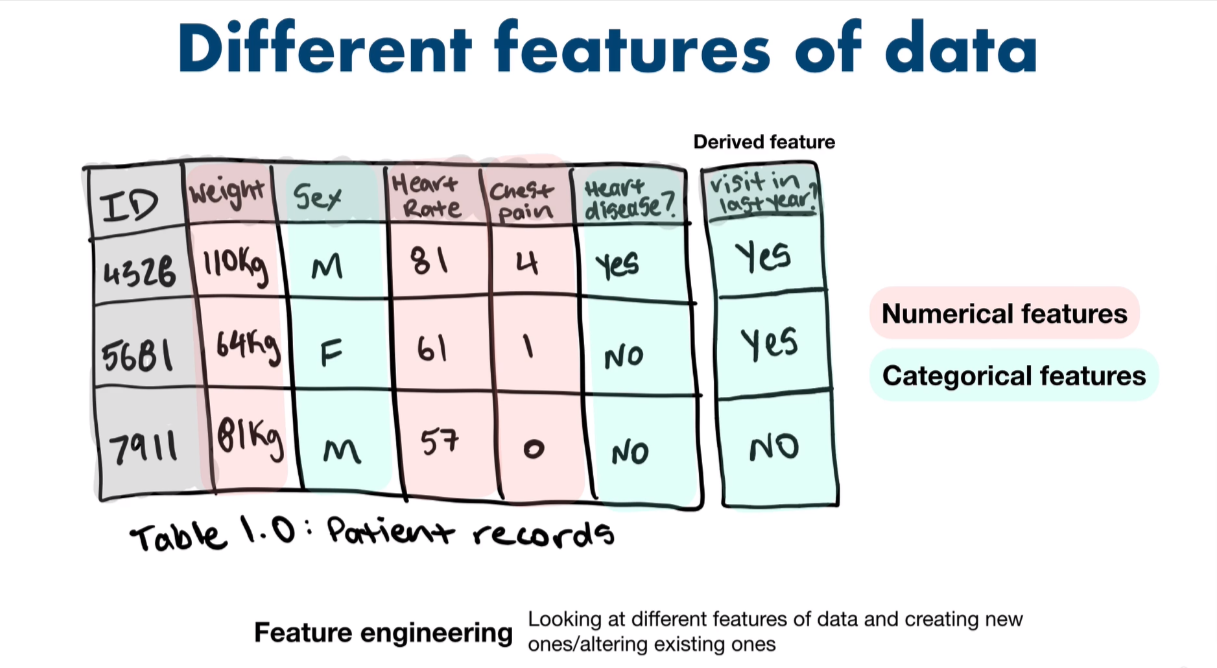 Different features of data
Derived feature
ID Weight Sex Heart Rate Chest pain Heart disease? visit in last year?
4326 110Kg M 81 4 Yes Yes
5681 64Kg F 61 1 NO Yes
7911 81Kg M 57 0 NO NO
Numerical features
Categorical features
Table 1.0: Patient records
Feature engineering
Looking at different features of data and creating new
ones/altering existing ones